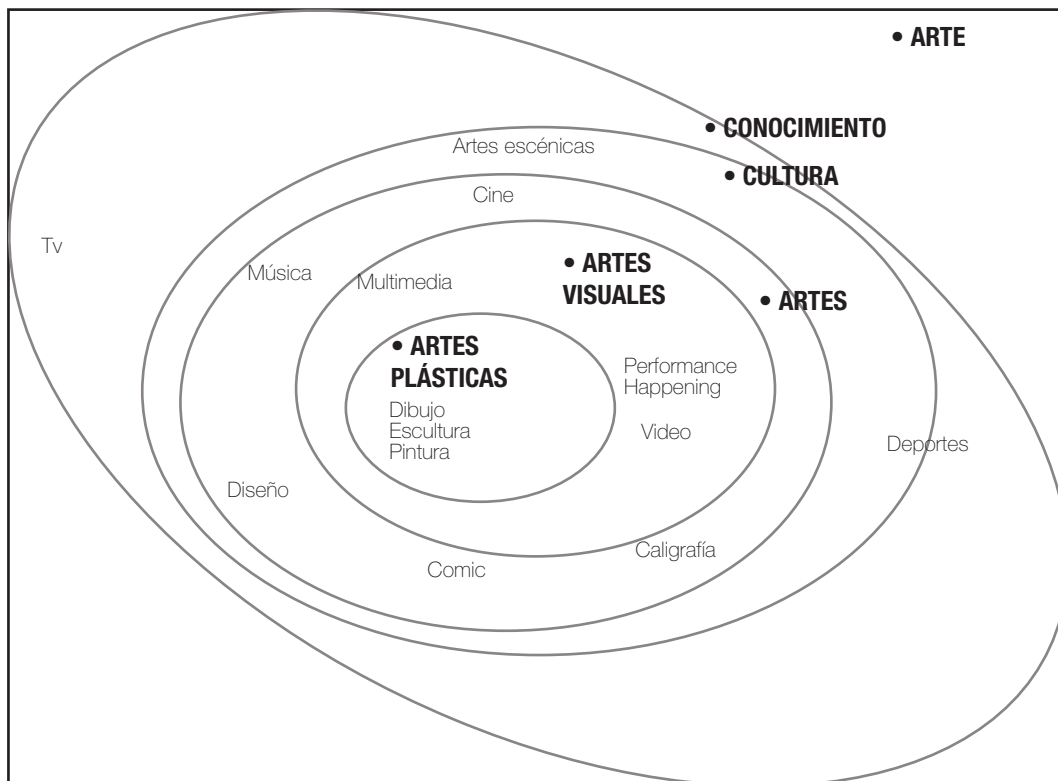 • ARTE
• CONOCIMIENTO
Artes escénicas
• CULTURA
Cine
Tv
Música
Multimedia
• ARTES
VISUALES
• ARTES
• ARTES
PLÁSTICAS
Dibujo
Escultura
Pintura
Performance
Happening
Video
Deportes
Diseño
Comic
Caligrafía